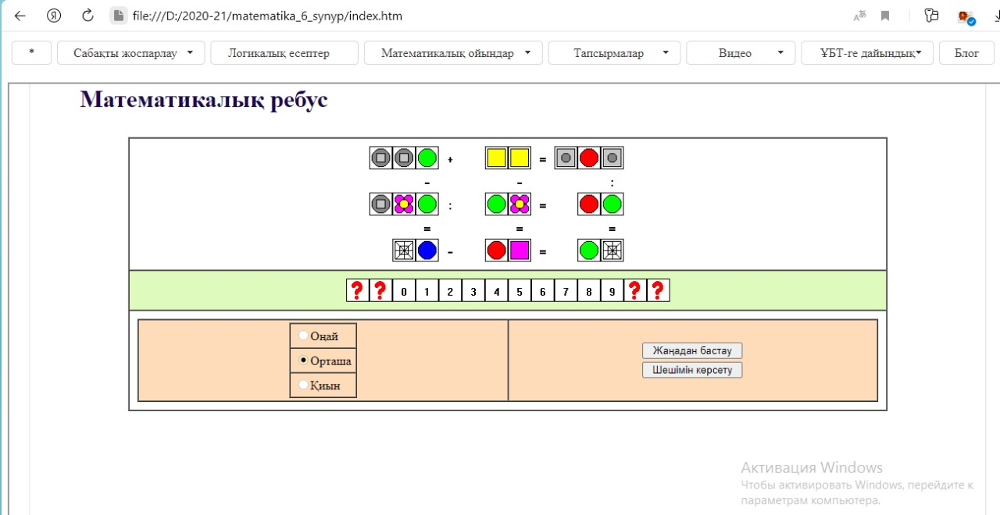 file:///D:/2020-21/matematika_6_synyp/index.htm
* Сабақты жоспарлау Логикалық есептер Математикалық ойындар Тапсырмалар Видео ҰБТ-ге дайындық Блог
Математикалық ребус
+ =
- - :
: =
= = =
- =
? ? 0 1 2 3 4 5 6 7 8 9 ? ?
Оңай
Орташа
Қиын
Жаңадан бастау
Шешімін көрсету
Активация Windows
Чтобы активировать Windows, перейдите к
параметрам компьютера.